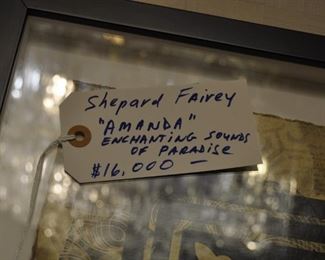 Shepard Fairey
"AMANDA"
ENCHANTING SOUNDS
OF PARADISE
$16,000 —